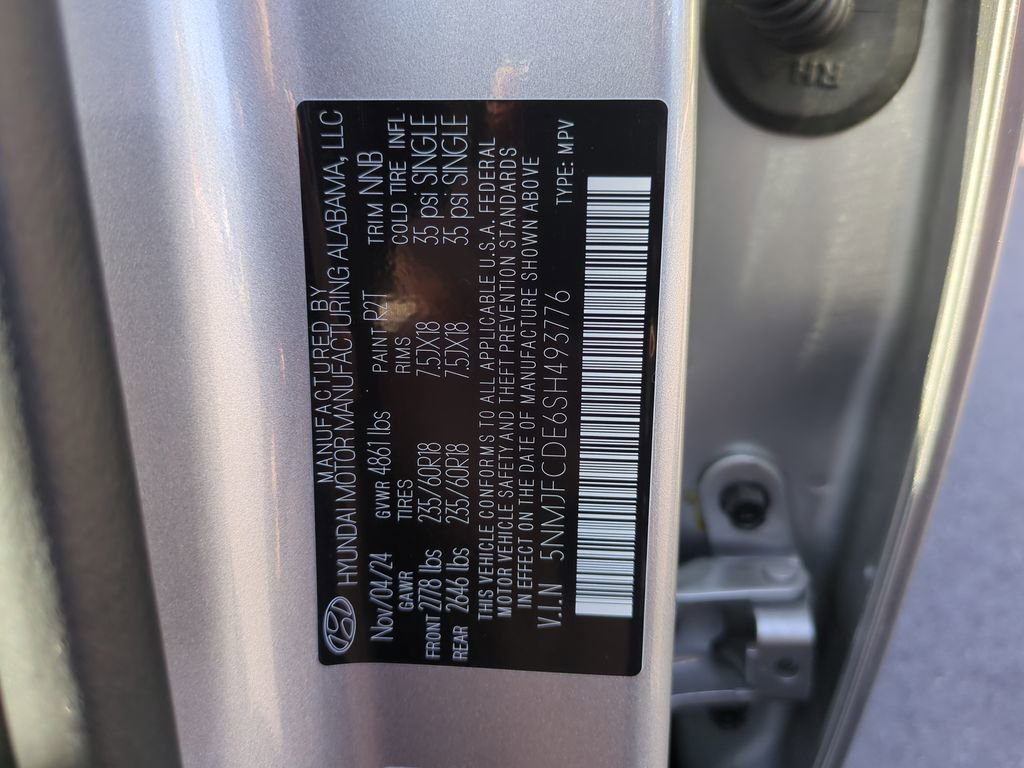 MANUFACTURED BY
HYUNDAI MOTOR MANUFACTURING ALABAMA, LLC
Nov/04/24 GVWR 4861 lbs PAINT R2T TRIM NNB
GAWR TIRES RIMS COLD TIRE INFL
FRONT 2778 lbs 235/60R18 7.5JX18 35 psi SINGLE
REAR 2646 lbs 235/60R18 7.5JX18 35 psi SINGLE
THIS VEHICLE CONFORMS TO ALL APPLICABLE U.S.A. FEDERAL
MOTOR VEHICLE SAFETY AND THEFT PREVENTION STANDARDS
IN EFFECT ON THE DATE OF MANUFACTURE SHOWN ABOVE
V.I.N 5NMJFCDE6SH493776 TYPE: MPV
RH